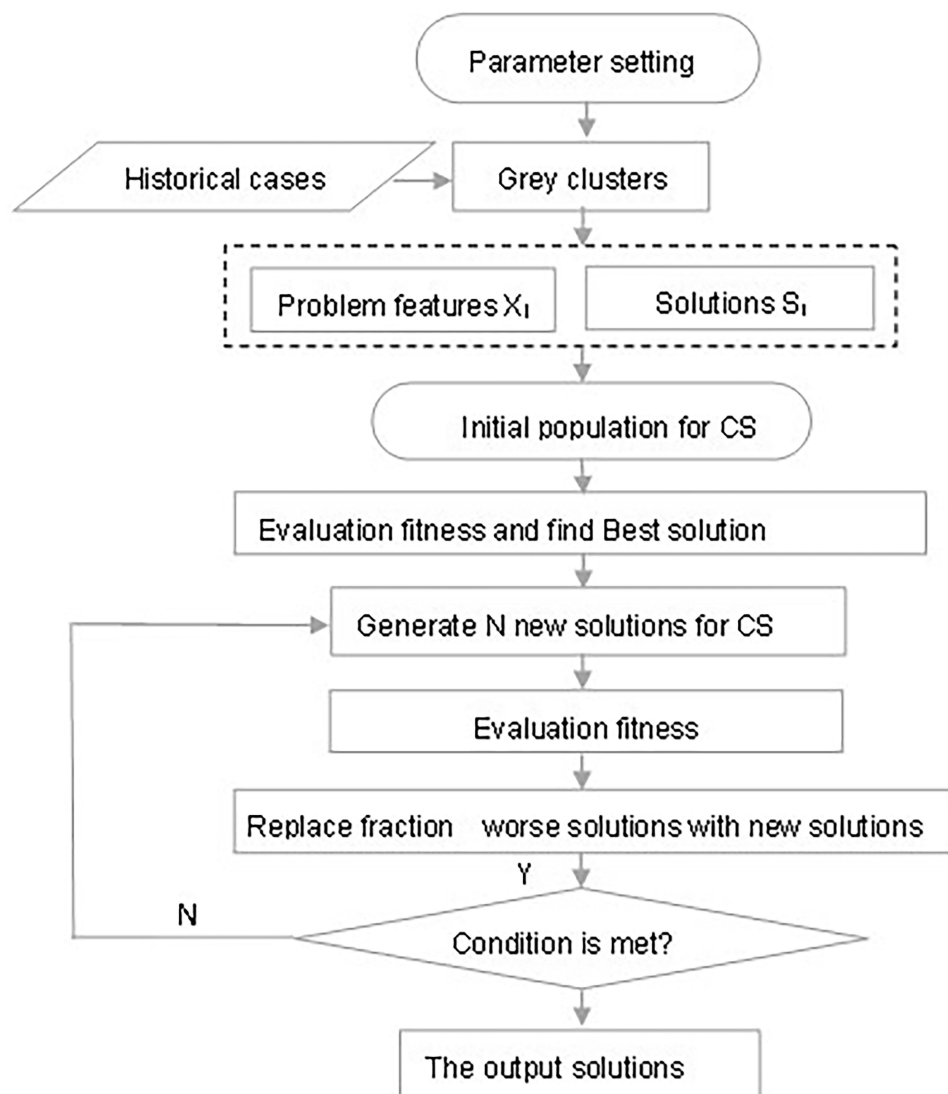 Parameter setting
Historical cases
Grey clusters
Problem features Xₗ
Solutions Sₗ
Initial population for CS
Evaluation fitness and find Best solution
Generate N new solutions for CS
Evaluation fitness
Replace fraction worse solutions with new solutions
Y
N
Condition is met?
The output solutions